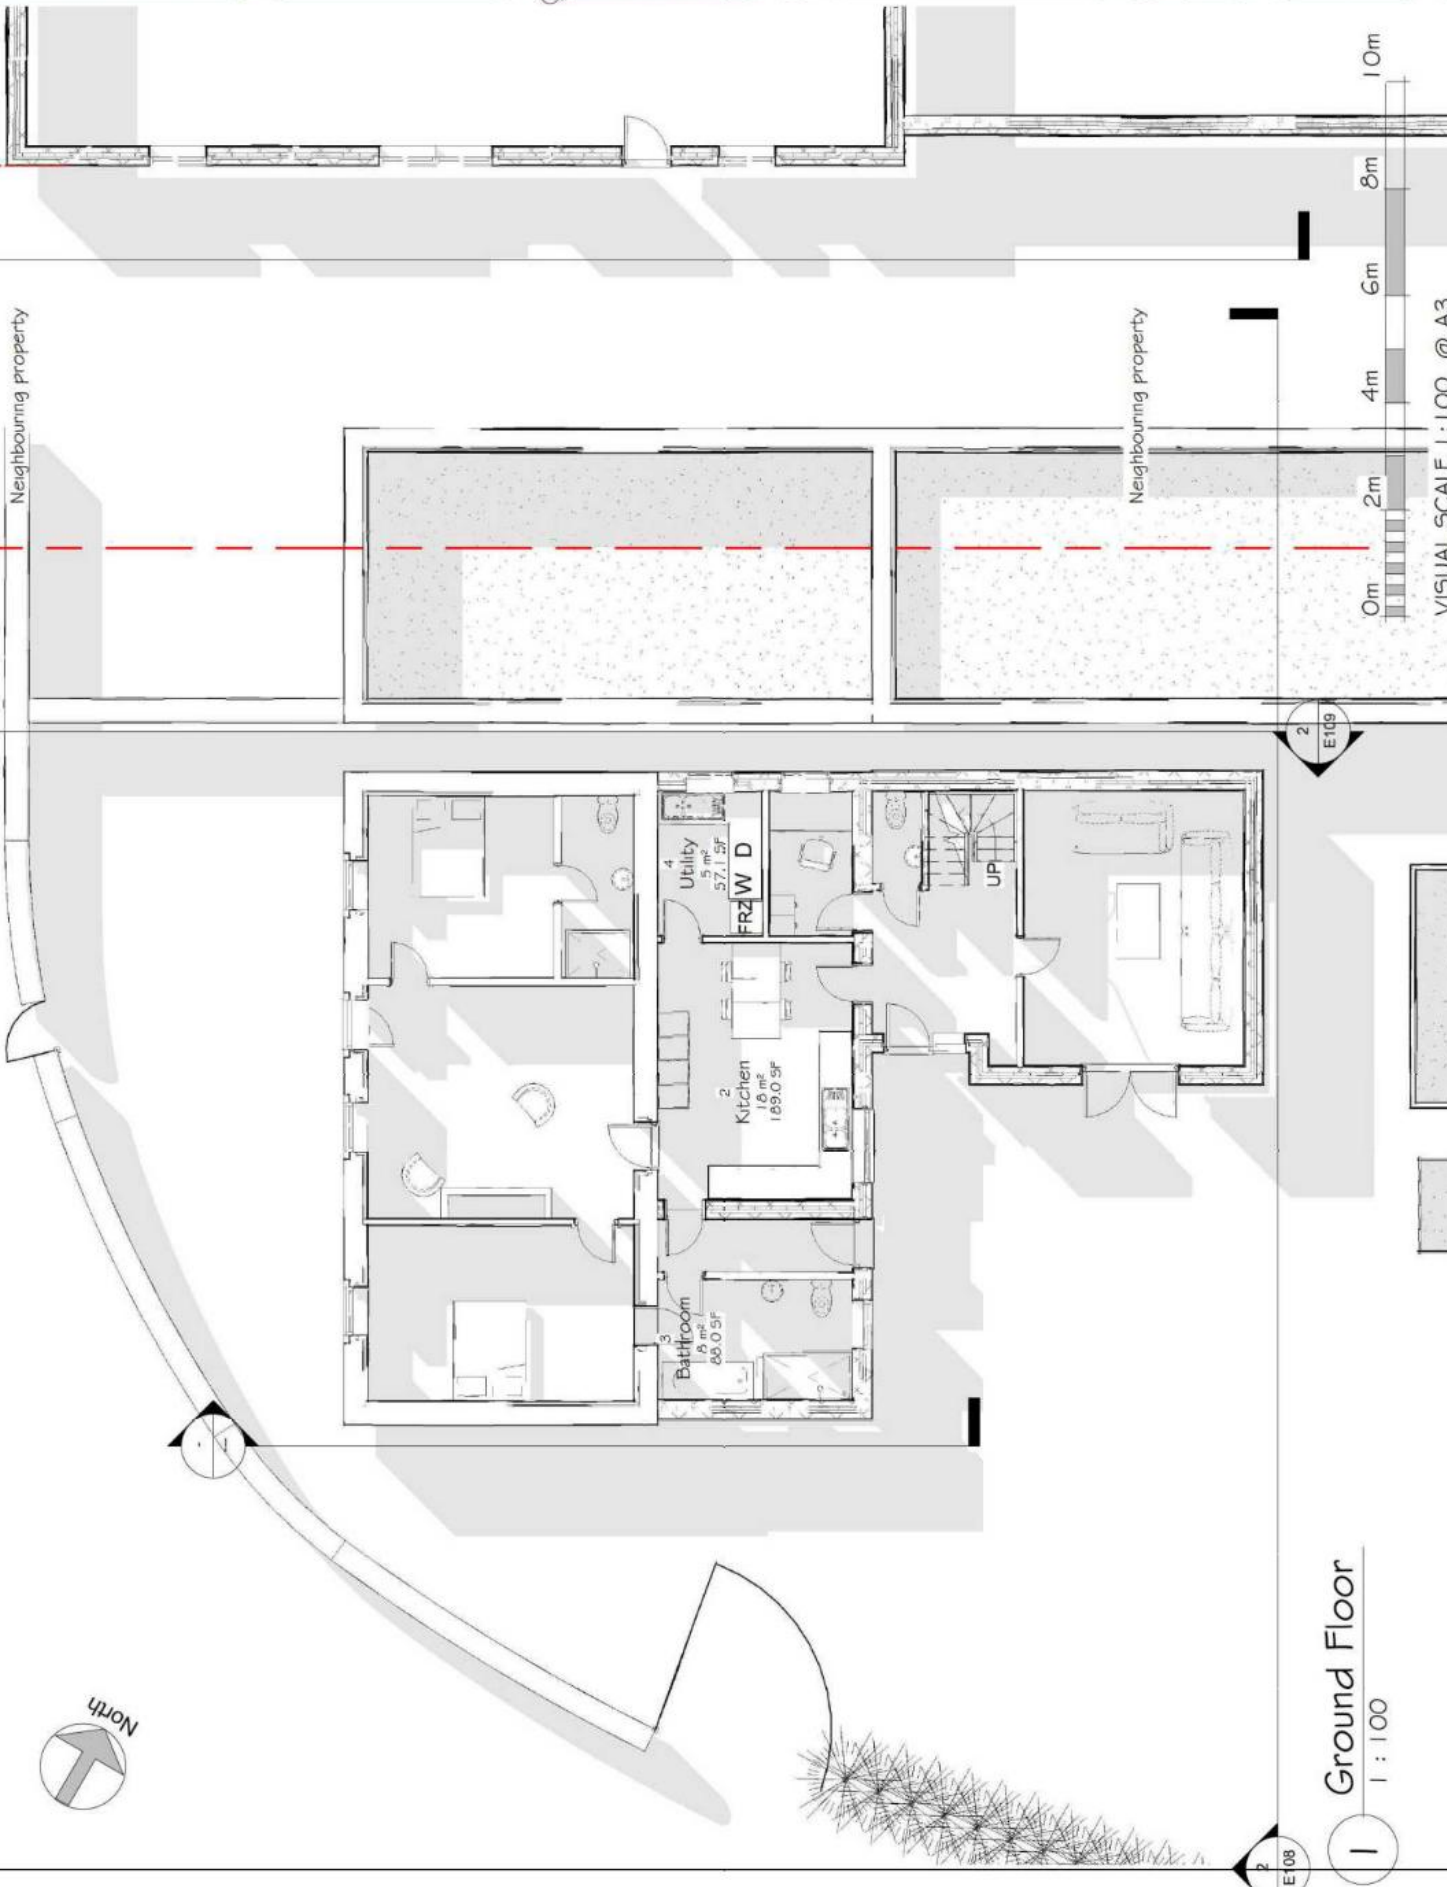 Neighbouring property
Neighbouring property
0m
2m
4m
6m
8m
10m
VISUAL SCALE 1:100 @ A3
2
E109
4
Utility
5 m²
57.1 SF
FRZ
W
D
UP
2
Kitchen
18 m²
189.0 SF
3
Bathroom
8 m²
88.0 SF
North
2
E108
1
Ground Floor
1 : 100